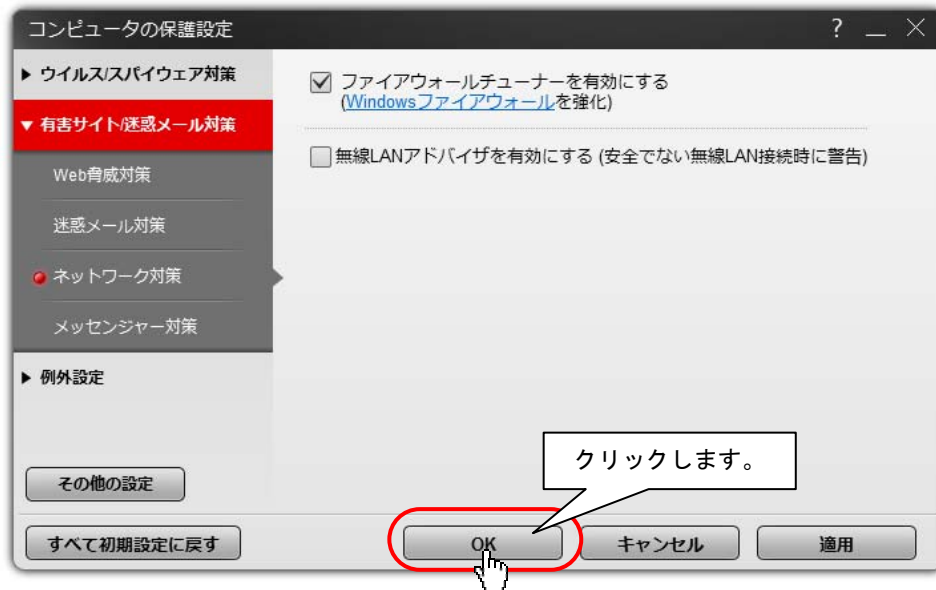 コンピュータの保護設定
? _ ×
▶ ウイルス/スパイウェア対策
▼ 有害サイト/迷惑メール対策
Web脅威対策
迷惑メール対策
ネットワーク対策
メッセンジャー対策
▶ 例外設定
その他の設定
すべて初期設定に戻す
ファイアウォールチューナーを有効にする
(Windowsファイアウォールを強化)
無線LANアドバイザを有効にする (安全でない無線LAN接続時に警告)
クリックします。
OK
キャンセル
適用